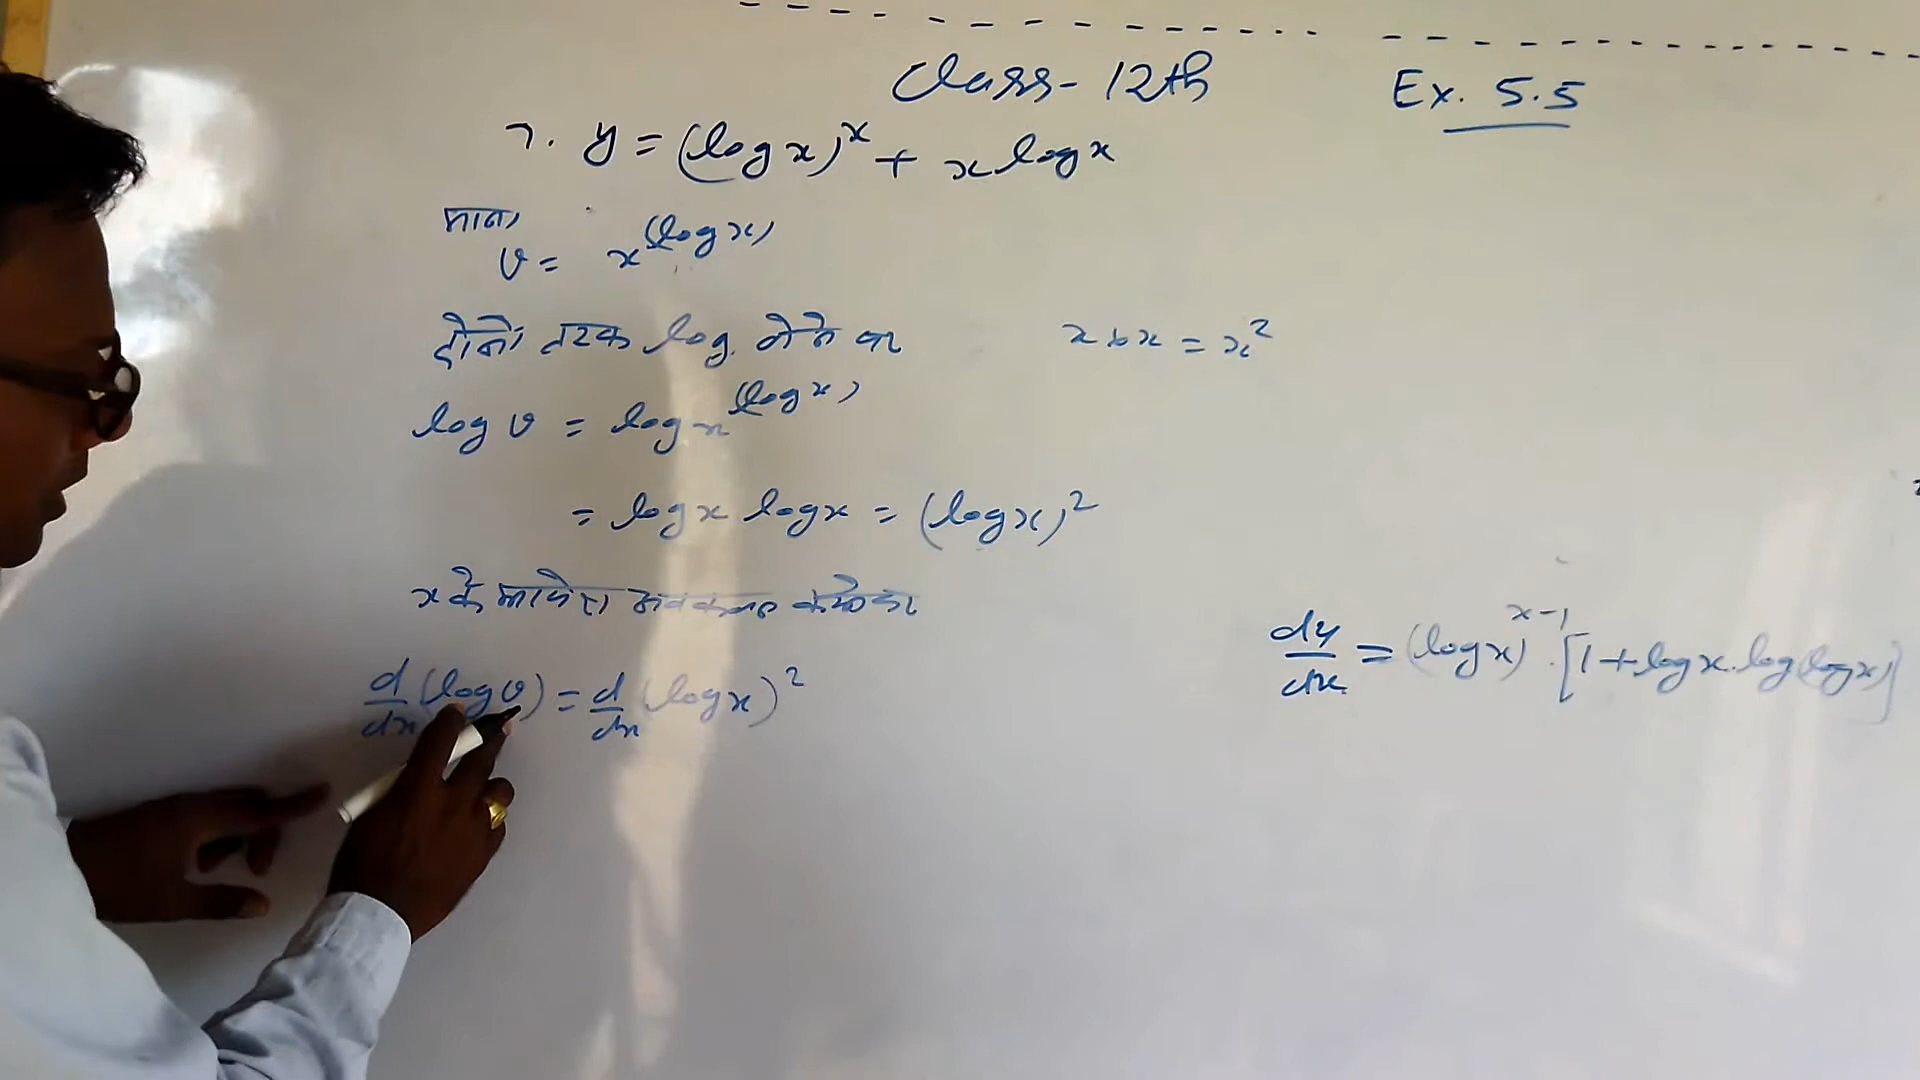 Class-12th Ex. 5.5
7. y = (log x)^x + x log x
माना
v = x^(log x)
दोनो तरफ log लेने पर x × x = x^2
log v = log x^(log x)
= log x log x = (log x)^2
x के सापेक्ष अवकलन करने पर
d/dx (log v) = d/dx (log x)^2
dy/dx = (log x)^x-1 . [1 + log x . log(log x)]